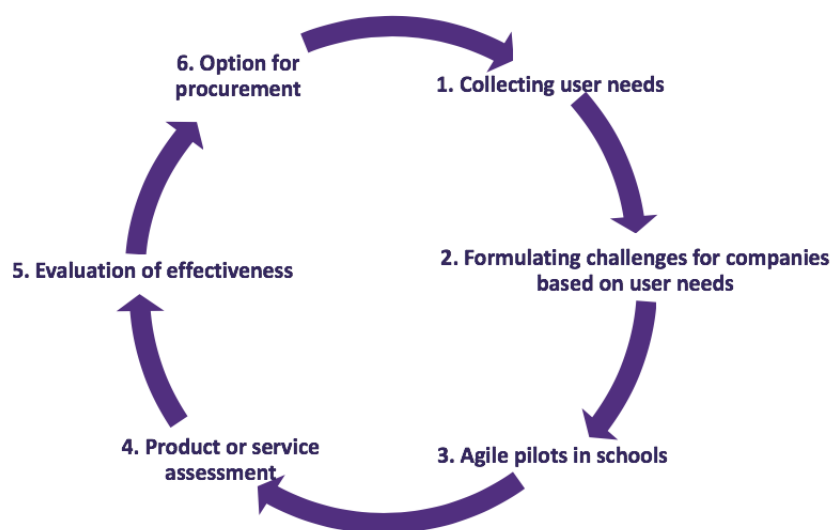 1. Collecting user needs
2. Formulating challenges for companies
based on user needs
3. Agile pilots in schools
4. Product or service
assessment
5. Evaluation of effectiveness
6. Option for
procurement